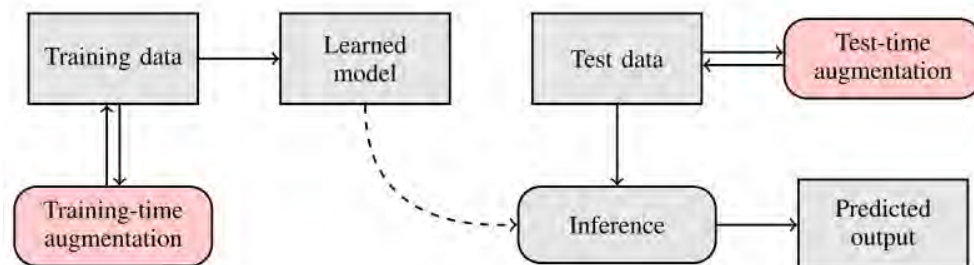 Training data
Learned
model
Test data
Test-time
augmentation
Training-time
augmentation
Inference
Predicted
output